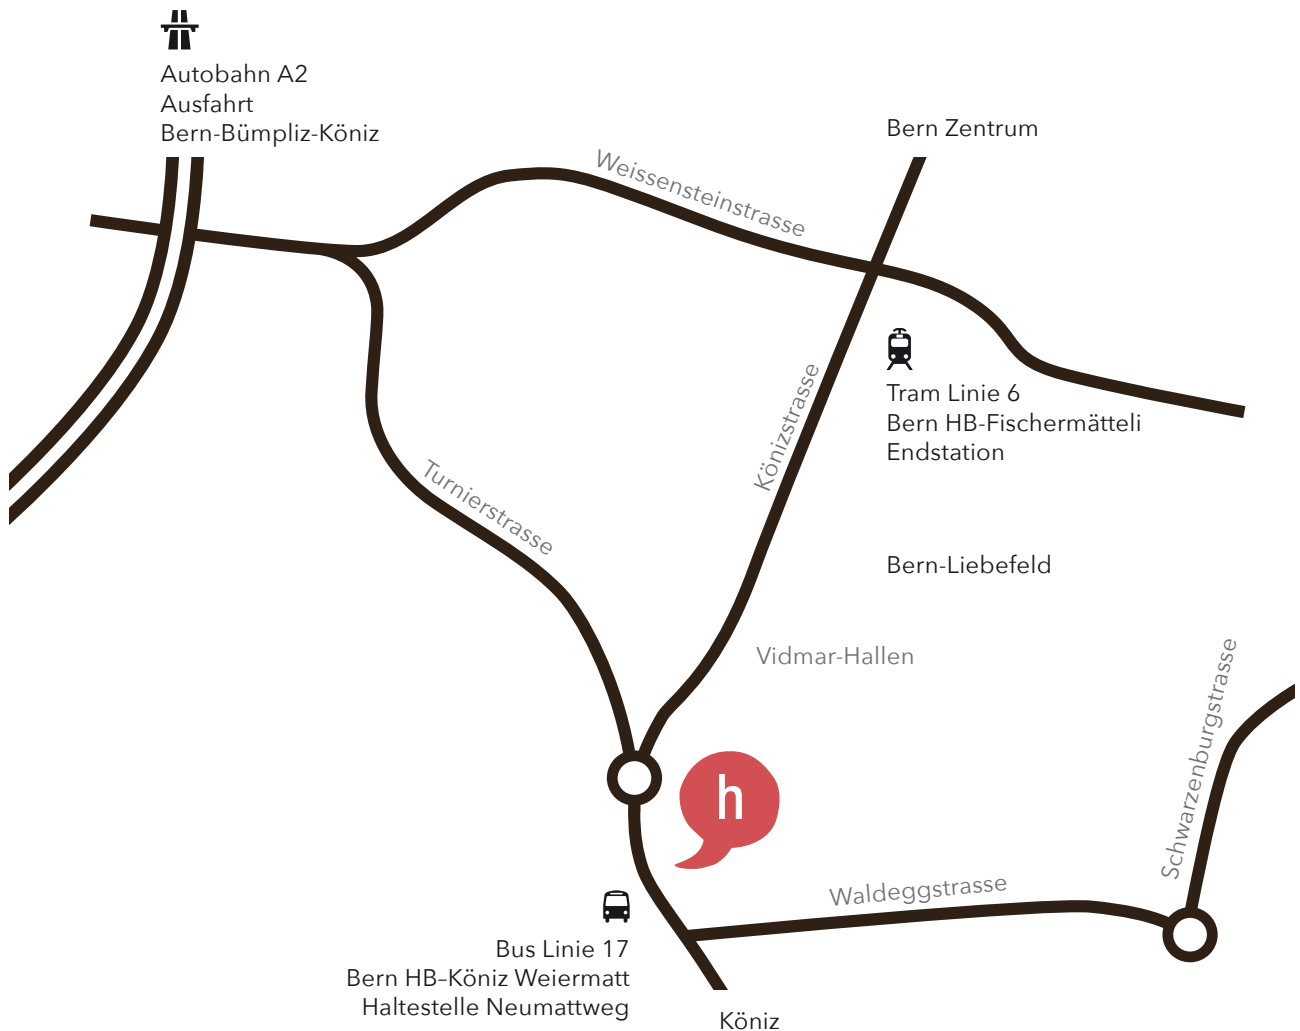 Autobahn A2
Ausfahrt
Bern-Bümpliz-Köniz
Bern Zentrum
Weissensteinstrasse
Könizstrasse
Tram Linie 6
Bern HB-Fischermätteli
Endstation
Turnierstrasse
Bern-Liebefeld
Vidmar-Hallen
Schwarzenburgstrasse
h
Waldeggstrasse
Bus Linie 17
Bern HB–Köniz Weiermatt
Haltestelle Neumattweg
Köniz